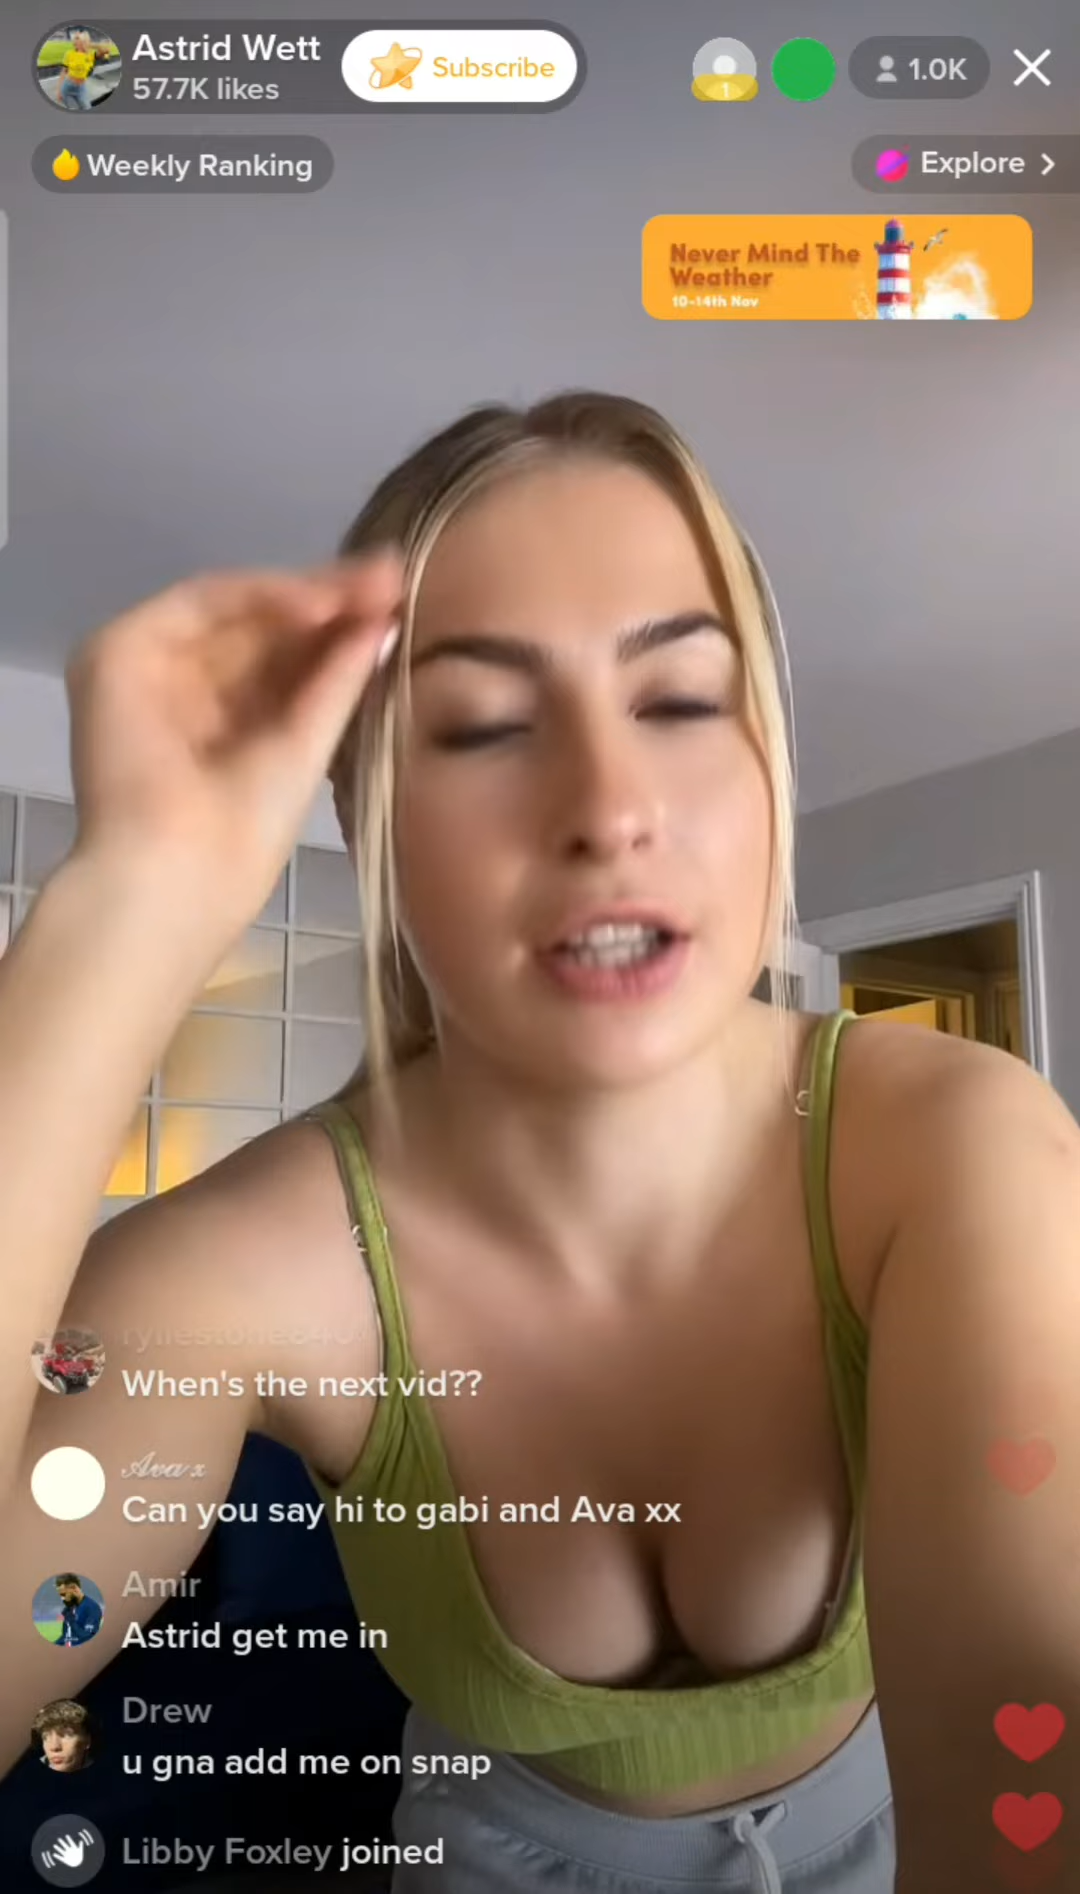 Astrid Wett
57.7K likes
Subscribe
1
1.0K
Weekly Ranking
Explore
Never Mind The
Weather
10-14th Nov
When's the next vid??
Ava x
Can you say hi to gabi and Ava xx
Amir
Astrid get me in
Drew
u gna add me on snap
Libby Foxley joined